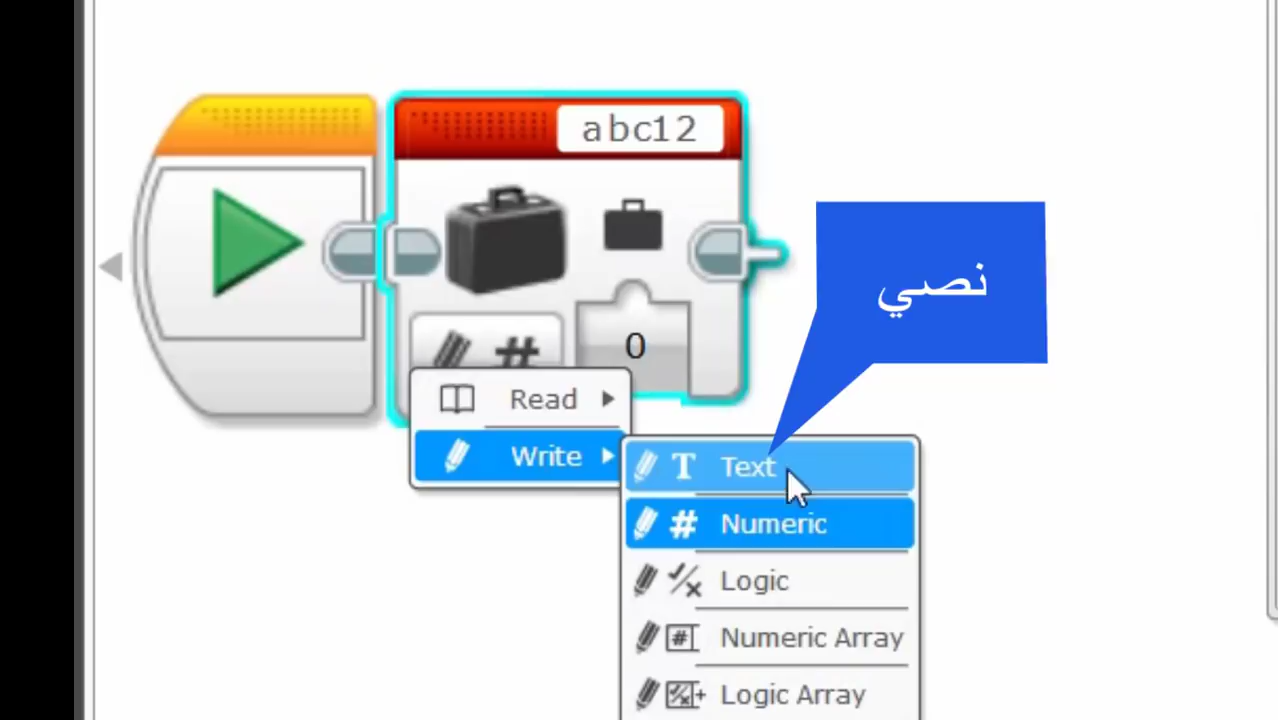 abc12
نصي
0
#
Read
Write
T Text
# Numeric
Logic
# Numeric Array
Logic Array